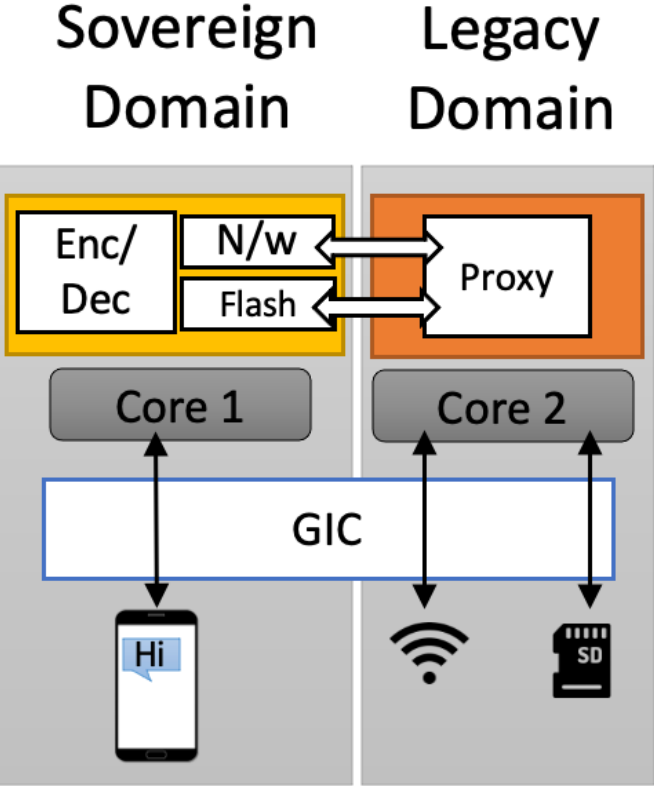 Sovereign
Domain
Legacy
Domain
Enc/
Dec
N/w
Flash
Proxy
Core 1
Core 2
GIC
Hi
SD